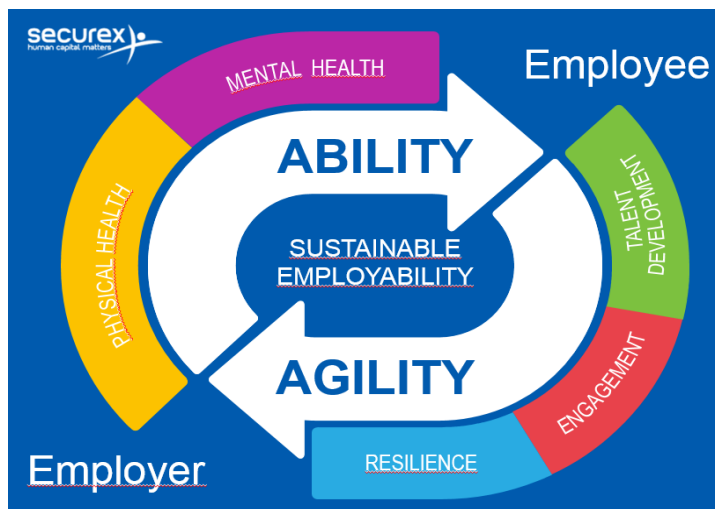 securex
human capital matters
MENTAL HEALTH
Employee
ABILITY
PHYSICAL HEALTH
TALENT
DEVELOPMENT
SUSTAINABLE
EMPLOYABILITY
AGILITY
ENGAGEMENT
RESILIENCE
Employer